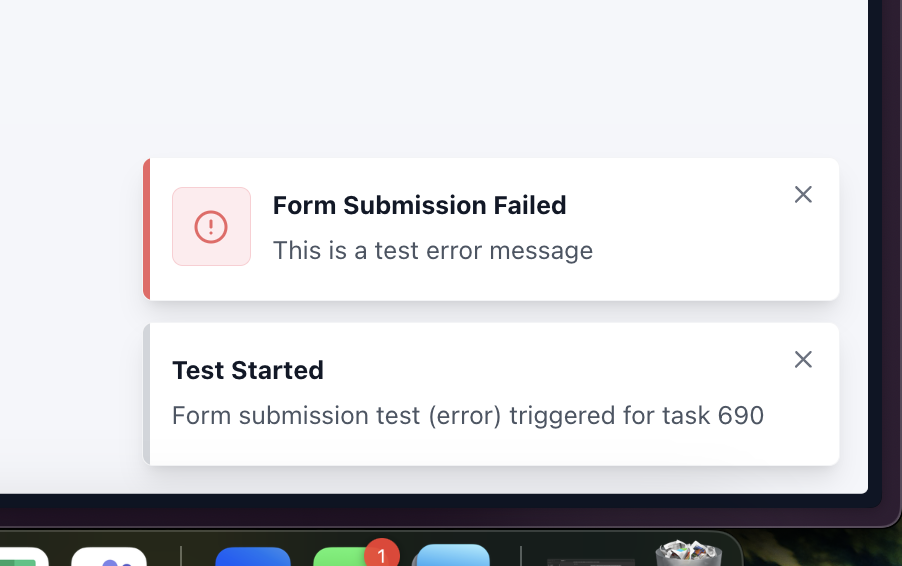 Form Submission Failed
This is a test error message
Test Started
Form submission test (error) triggered for task 690
1